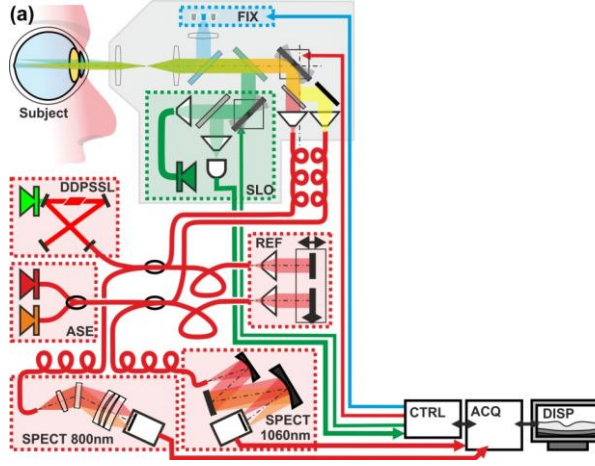 (a)
FIX
Subject
SLO
DDPSSL
REF
ASE
SPECT 800nm
SPECT
1060nm
CTRL
ACQ
DISP